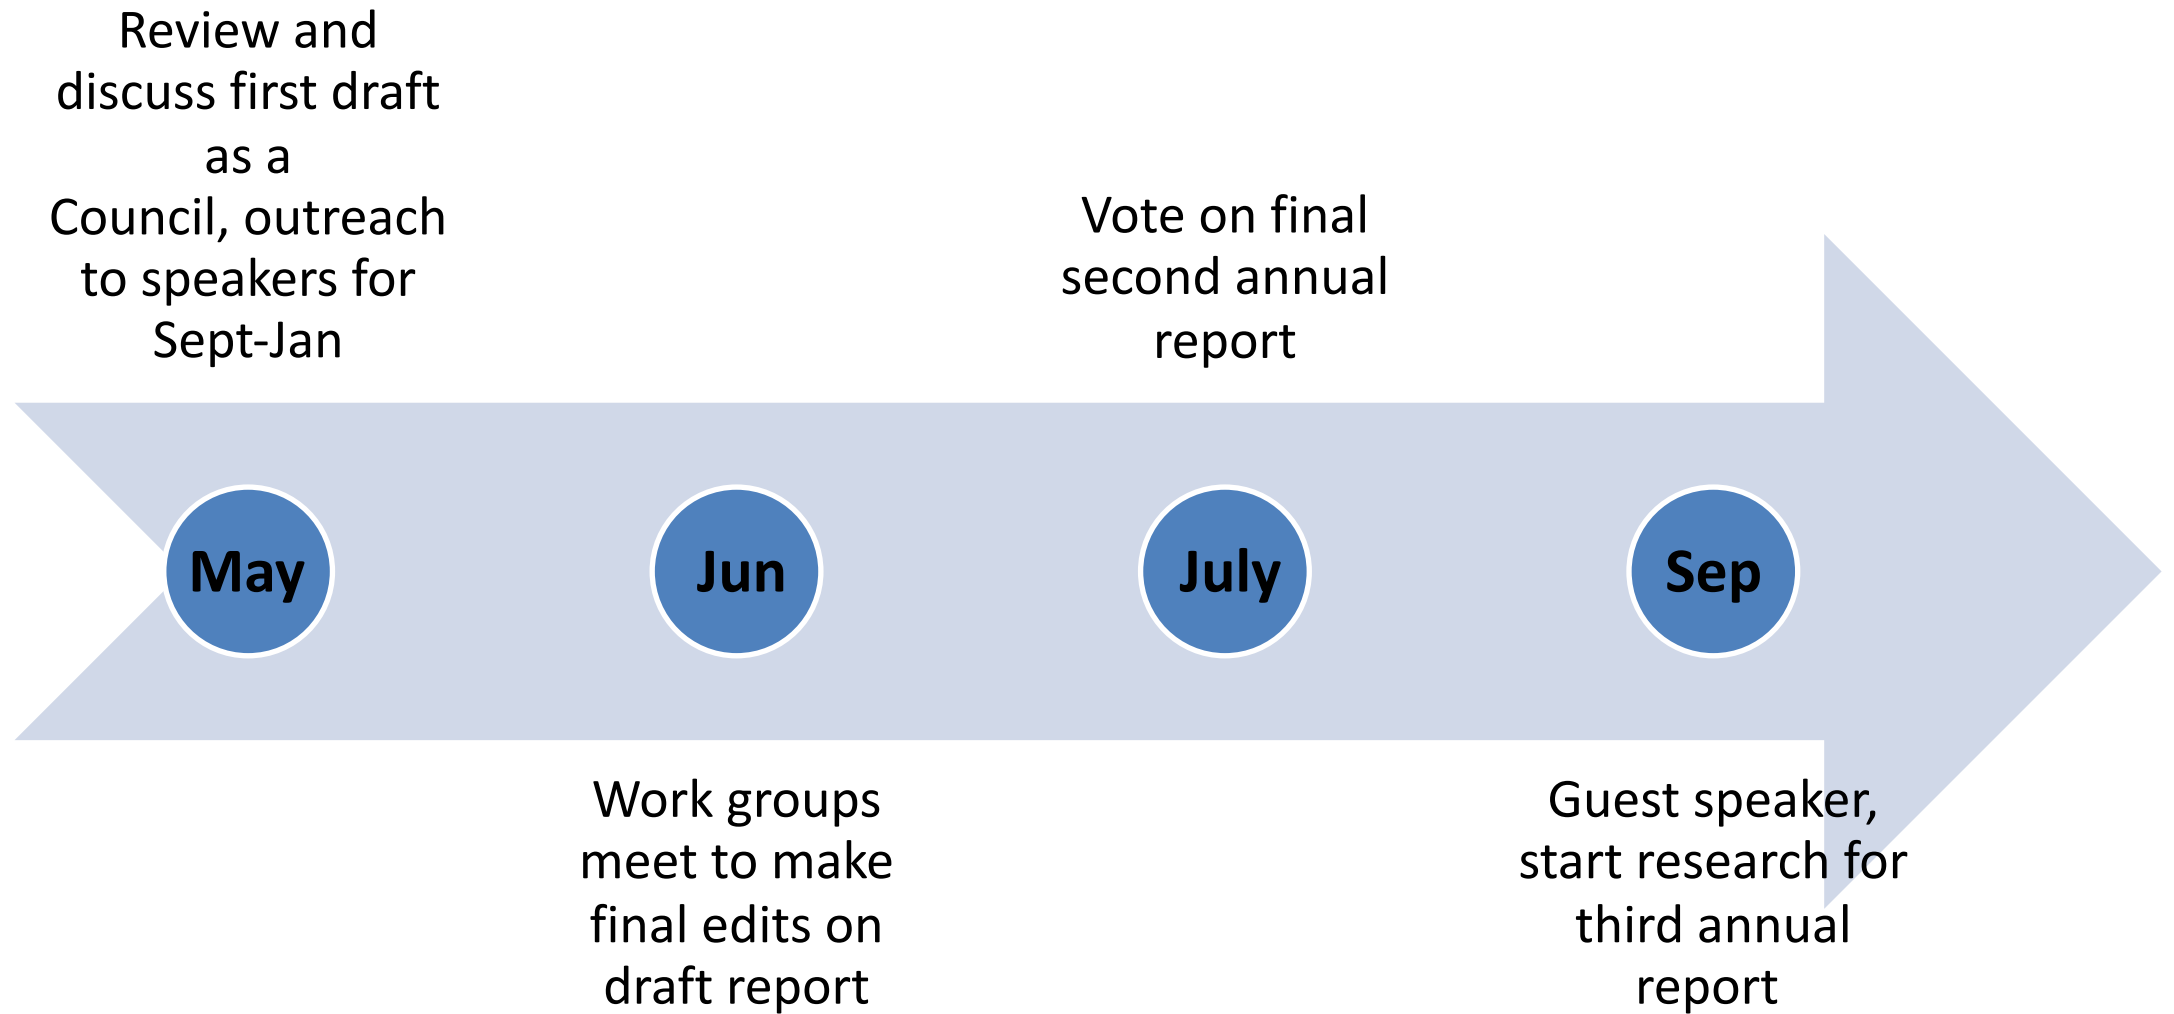 Review and
discuss first draft
as a
Council, outreach
to speakers for
Sept-Jan
Vote on final
second annual
report
May
Jun
July
Sep
Work groups
meet to make
final edits on
draft report
Guest speaker,
start research for
third annual
report